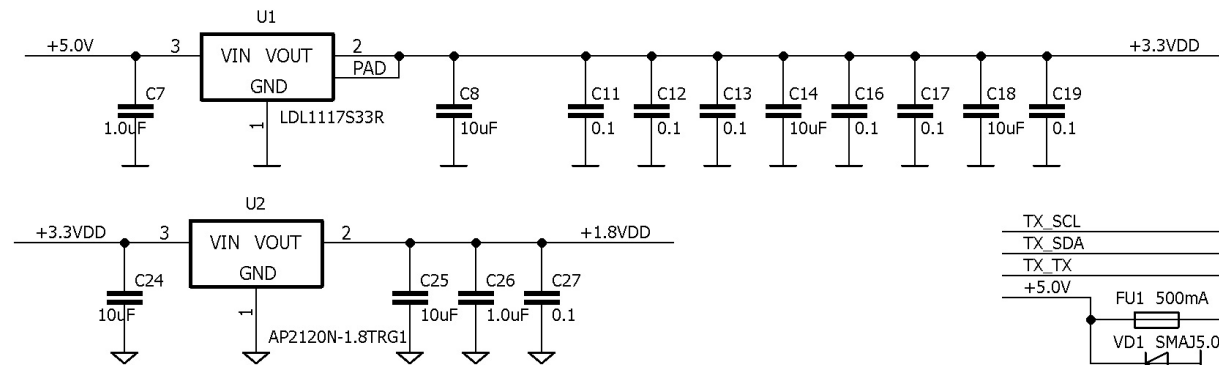 U1
+5.0V 3 VIN VOUT 2 +3.3VDD
PAD
GND
C7 C8 C11 C12 C13 C14 C16 C17 C18 C19
1.0uF 1 LDL1117S33R 10uF 0.1 0.1 0.1 10uF 0.1 0.1 10uF 0.1
U2
+3.3VDD 3 VIN VOUT 2 +1.8VDD
GND
C24 C25 C26 C27
10uF 1 10uF 1.0uF 0.1
AP2120N-1.8TRG1
TX_SCL
TX_SDA
TX_TX
+5.0V
FU1 500mA
VD1 SMAJ5.0